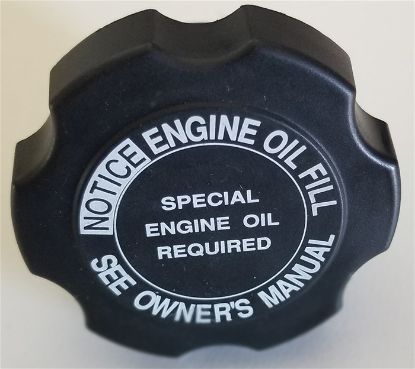 NOTICE ENGINE OIL FILL
SPECIAL
ENGINE OIL
REQUIRED
SEE OWNER'S MANUAL